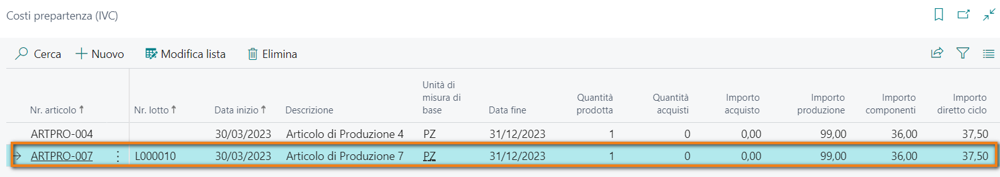 Costi prepartenza (IVC)
Cerca Nuovo Modifica lista Elimina
Nr. articolo ↑ Nr. lotto ↑ Data inizio ↑ Descrizione Unità di misura di base Data fine Quantità prodotta Quantità acquisti Importo acquisto Importo produzione Importo componenti Importo diretto ciclo
ARTPRO-004 30/03/2023 Articolo di Produzione 4 PZ 31/12/2023 1 0 0,00 99,00 36,00 37,50
ARTPRO-007 L000010 30/03/2023 Articolo di Produzione 7 PZ 31/12/2023 1 0 0,00 99,00 36,00 37,50